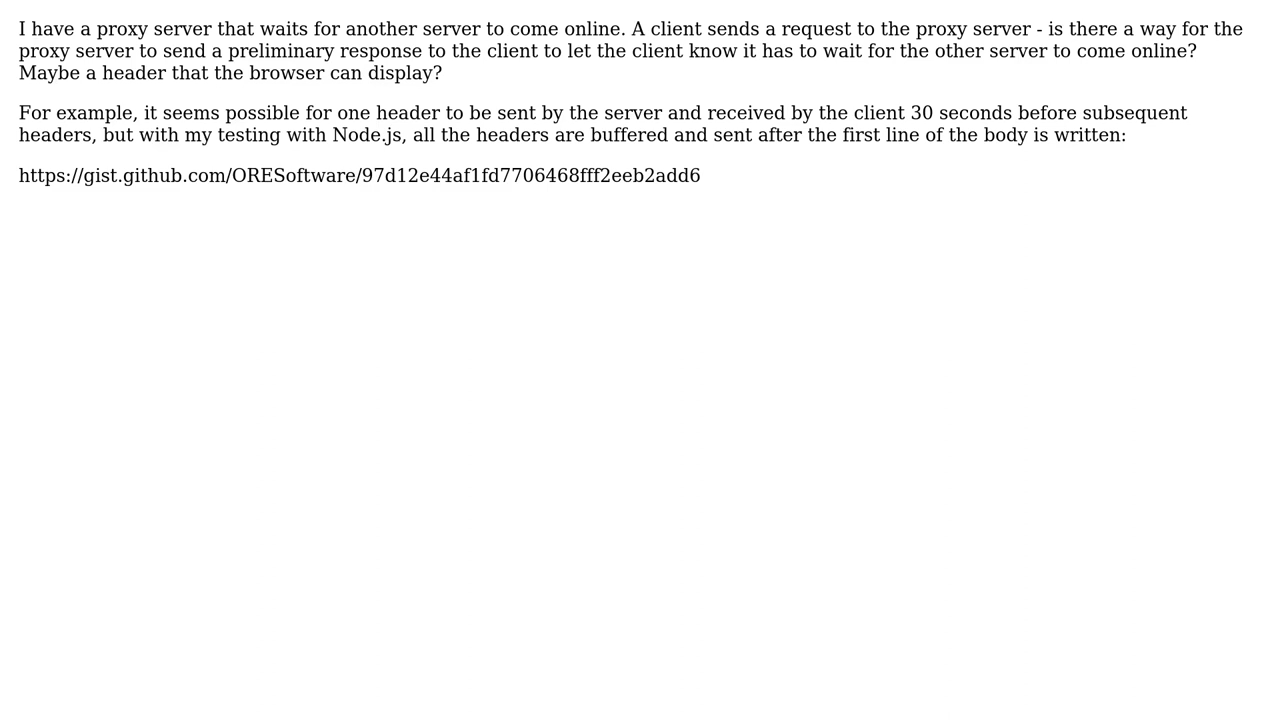 I have a proxy server that waits for another server to come online. A client sends a request to the proxy server - is there a way for the
proxy server to send a preliminary response to the client to let the client know it has to wait for the other server to come online?
Maybe a header that the browser can display?
For example, it seems possible for one header to be sent by the server and received by the client 30 seconds before subsequent
headers, but with my testing with Node.js, all the headers are buffered and sent after the first line of the body is written:
https://gist.github.com/ORESoftware/97d12e44af1fd7706468fff2eeb2add6